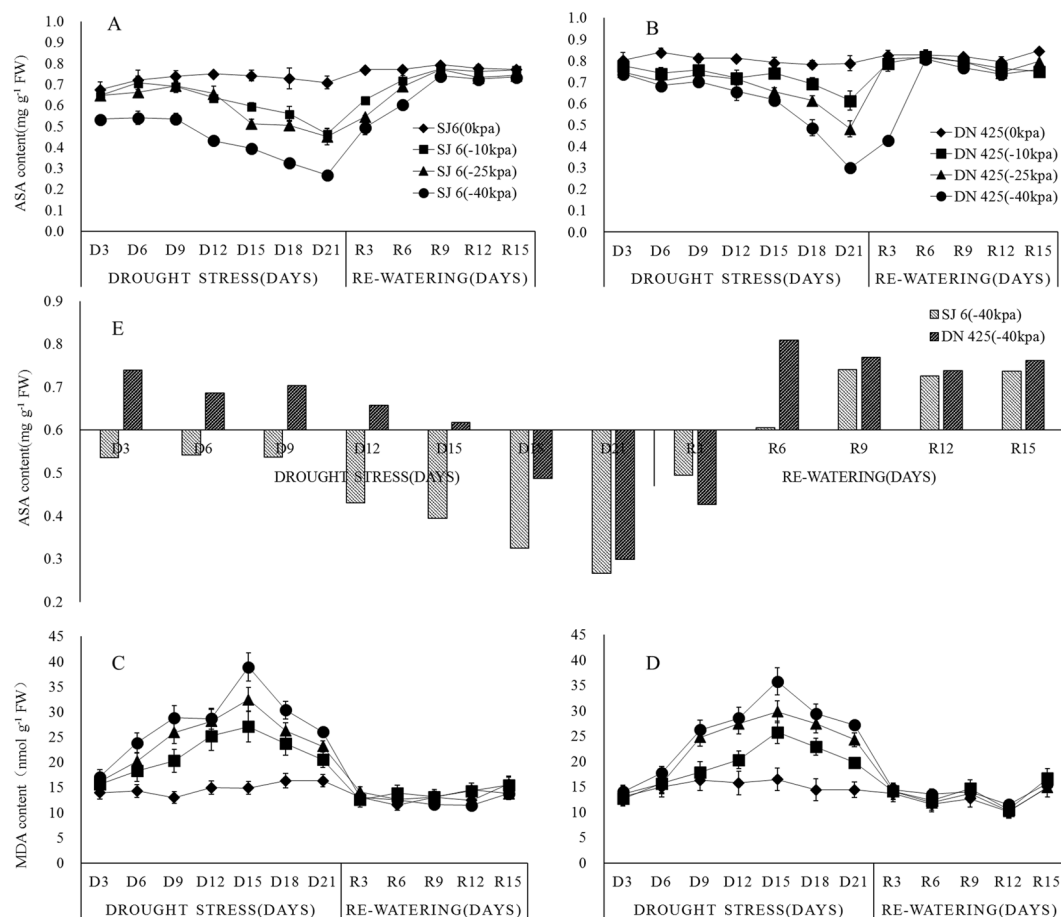 A
ASA content(mg g-1 FW)
1.0
0.9
0.8
0.7
0.6
0.5
0.4
0.3
0.2
0.1
0.0
SJ6(0kpa)
SJ 6(-10kpa)
SJ 6(-25kpa)
SJ 6(-40kpa)
D3 D6 D9 D12 D15 D18 D21 R3 R6 R9 R12 R15
DROUGHT STRESS(DAYS) RE-WATERING(DAYS)
B
ASA content(mg g-1 FW)
1.0
0.9
0.8
0.7
0.6
0.5
0.4
0.3
0.2
0.1
0.0
DN 425(0kpa)
DN 425(-10kpa)
DN 425(-25kpa)
DN 425(-40kpa)
D3 D6 D9 D12 D15 D18 D21 R3 R6 R9 R12 R15
DROUGHT STRESS(DAYS) RE-WATERING(DAYS)
E
ASA content(mg g-1 FW)
0.9
0.8
0.7
0.6
0.5
0.4
0.3
0.2
SJ 6(-40kpa)
DN 425(-40kpa)
D3 D6 D9 D12 D15 D18 D21 R3 R6 R9 R12 R15
DROUGHT STRESS(DAYS) RE-WATERING(DAYS)
C
MDA content（nmol g-1 FW)
45
40
35
30
25
20
15
10
5
0
D3 D6 D9 D12 D15 D18 D21 R3 R6 R9 R12 R15
DROUGHT STRESS(DAYS) RE-WATERING(DAYS)
D
MDA content (nmol g-1 FW)
45
40
35
30
25
20
15
10
5
0
D3 D6 D9 D12 D15 D18 D21 R3 R6 R9 R12 R15
DROUGHT STRESS(DAYS) RE-WATERING(DAYS)